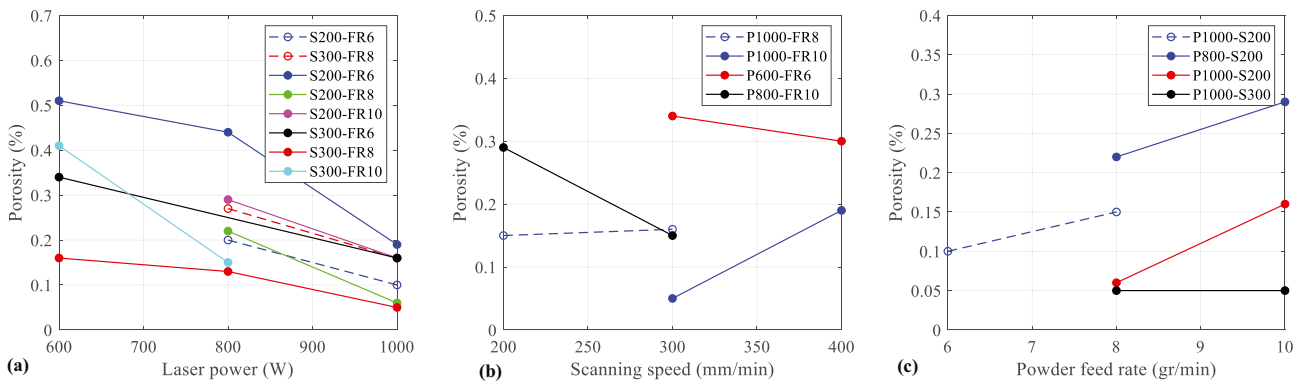 0.7
0.6
0.5
0.4
0.3
0.2
0.1
0
Porosity (%)
600
700
800
900
1000
Laser power (W)
(a)
S200-FR6
S300-FR8
S200-FR6
S200-FR8
S200-FR10
S300-FR6
S300-FR8
S300-FR10
0.5
0.4
0.3
0.2
0.1
0
Porosity (%)
200
250
300
350
400
Scanning speed (mm/min)
(b)
P1000-FR8
P1000-FR10
P600-FR6
P800-FR10
0.4
0.35
0.3
0.25
0.2
0.15
0.1
0.05
0
Porosity (%)
6
7
8
9
10
Powder feed rate (gr/min)
(c)
P1000-S200
P800-S200
P1000-S200
P1000-S300